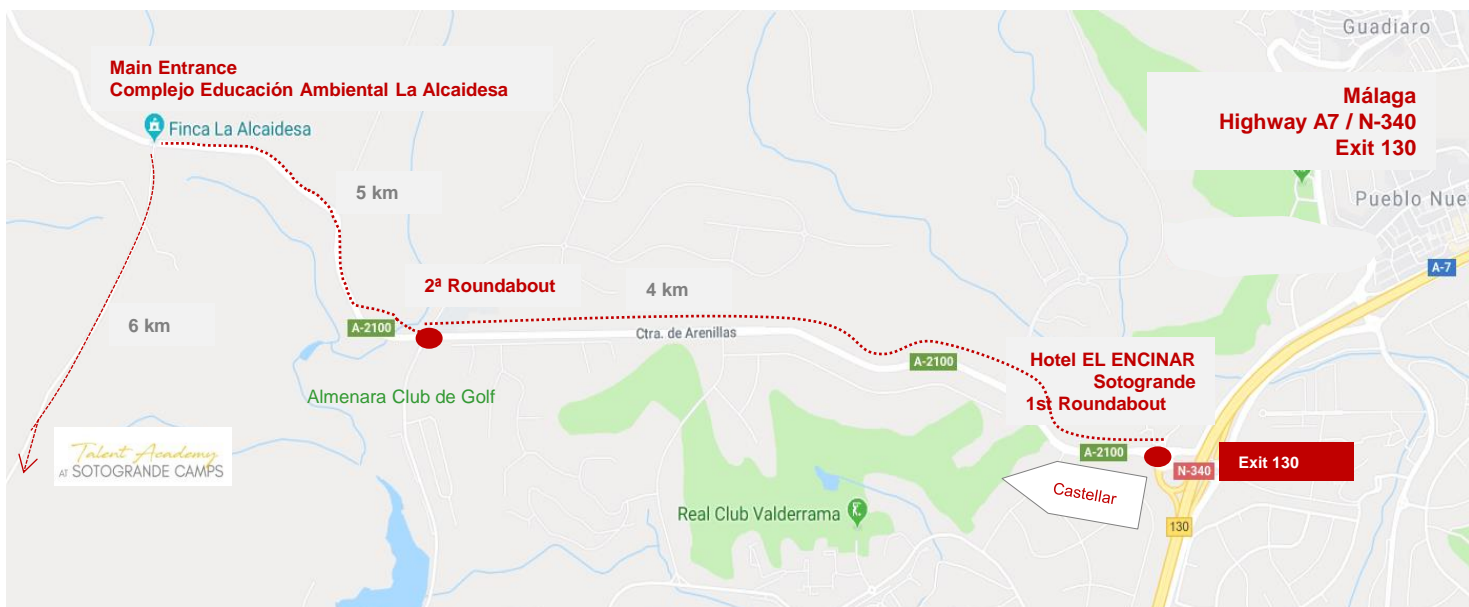 Guadiaro
Main Entrance
Complejo Educación Ambiental La Alcaidesa
Málaga
Highway A7 / N-340
Exit 130
Finca La Alcaidesa
5 km
Pueblo Nue
A-7
2ª Roundabout
4 km
6 km
A-2100
Ctra. de Arenillas
A-2100
Hotel EL ENCINAR
Sotogrande
1st Roundabout
Almenara Club de Golf
Talent Academy
AT SOTOGRANDE CAMPS
A-2100
N-340
Exit 130
Castellar
Real Club Valderrama
130